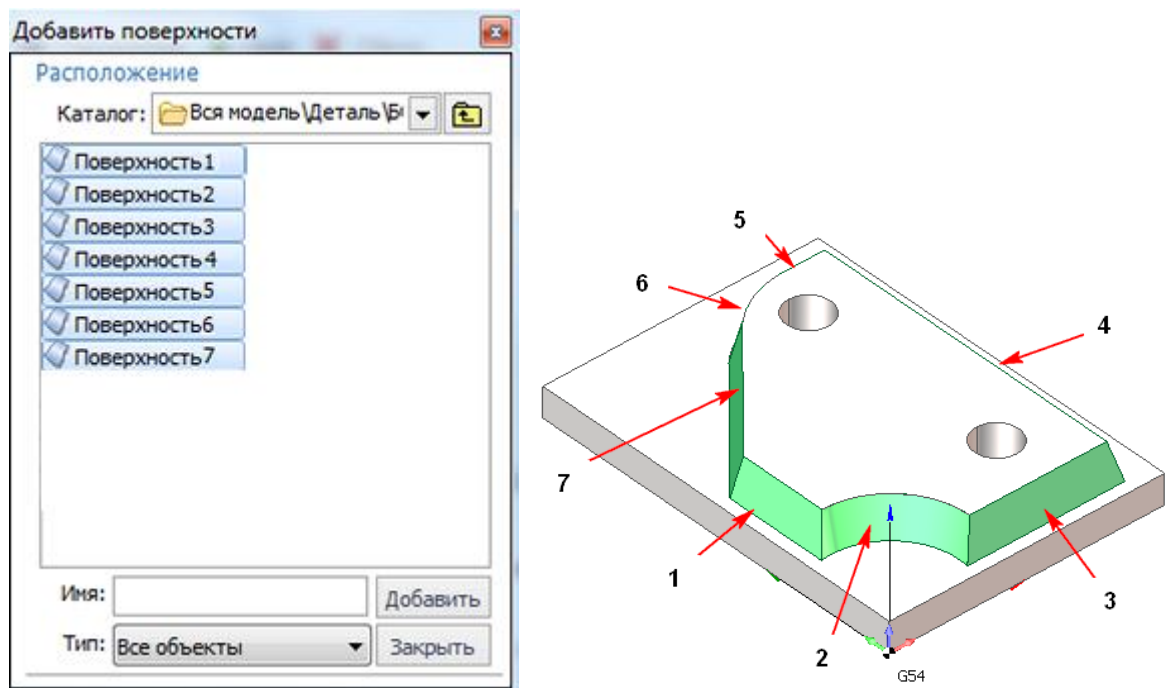 Добавить поверхности
Расположение
Каталог: Вся модель\Деталь\Б
Поверхность1
Поверхность2
Поверхность3
Поверхность4
Поверхность5
Поверхность6
Поверхность7
Имя: Добавить
Тип: Все объекты Закрыть
5
6
4
7
1
3
2
G54